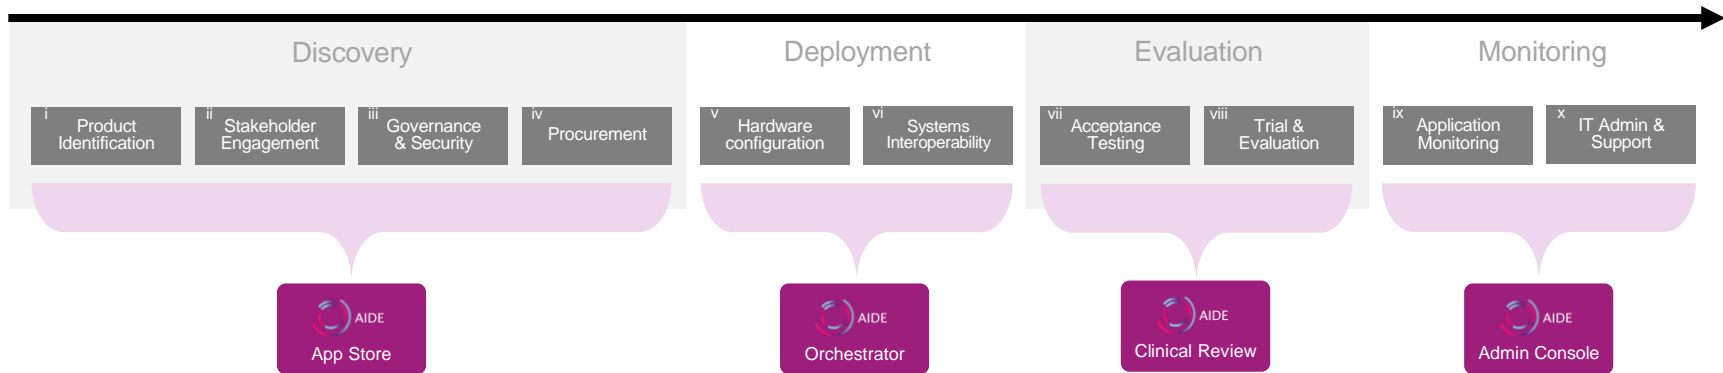 Discovery
Deployment
Evaluation
Monitoring
i
Product
Identification
ii
Stakeholder
Engagement
iii
Governance
& Security
iv
Procurement
v
Hardware
configuration
vi
Systems
Interoperability
vii
Acceptance
Testing
viii
Trial &
Evaluation
ix
Application
Monitoring
x
IT Admin &
Support
AIDE
App Store
AIDE
Orchestrator
AIDE
Clinical Review
AIDE
Admin Console